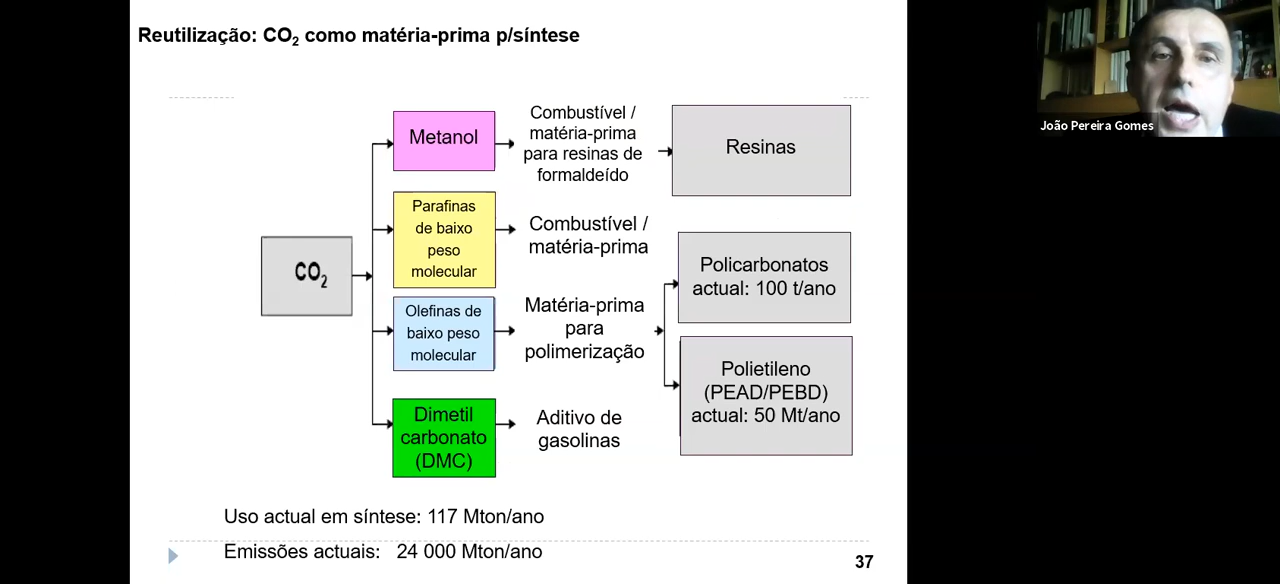 Reutilização: CO₂ como matéria-prima p/síntese
João Pereira Gomes
CO₂
Metanol
Combustível /
matéria-prima
para resinas de
formaldeído
Resinas
Parafinas
de baixo
peso
molecular
Combustível /
matéria-prima
Olefinas de
baixo peso
molecular
Matéria-prima
para
polimerização
Policarbonatos
actual: 100 t/ano
Polietileno
(PEAD/PEBD)
actual: 50 Mt/ano
Dimetil
carbonato
(DMC)
Aditivo de
gasolinas
Uso actual em síntese: 117 Mton/ano
Emissões actuais: 24 000 Mton/ano
37